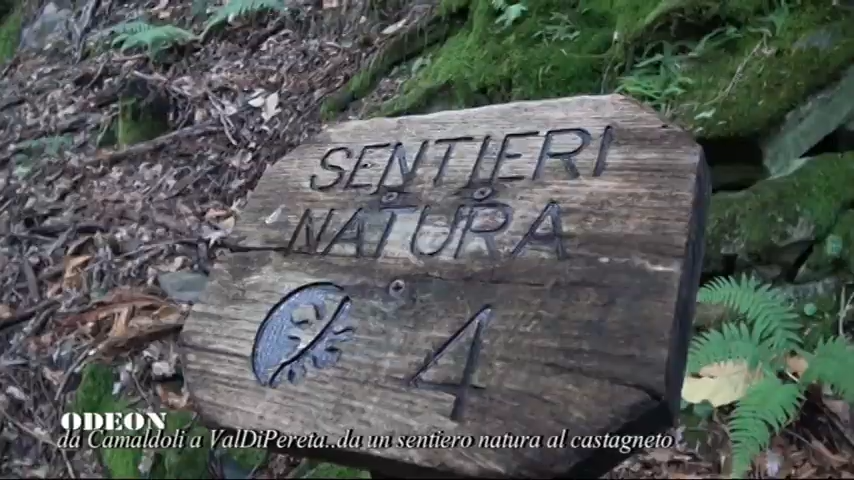 SENTIERI
NATURA
4
ODEON
da Camaldoli a ValDiPereta..da un sentiero natura al castagneto